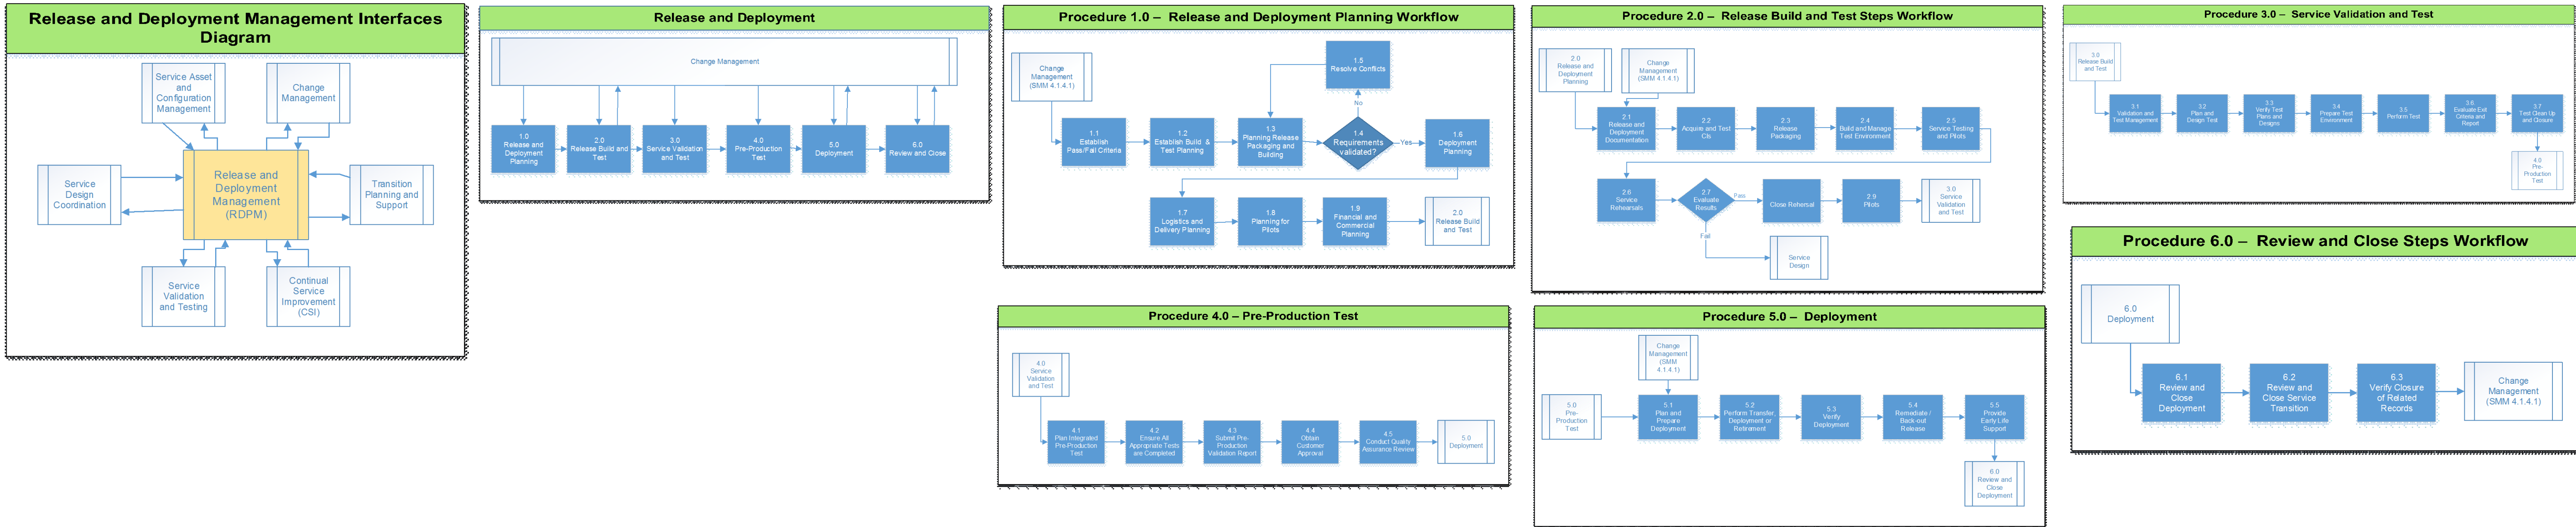 Release and Deployment Management Interfaces
Diagram
Service Asset
and
Configuration
Management
Change
Management
Service
Design
Coordination
Release and
Deployment
Management
(RDPM)
Transition
Planning and
Support
Service
Validation
and Testing
Continual
Service
Improvement
(CSI)
Release and Deployment
Change Management
1.0
Release and
Deployment
Planning
2.0
Release Build and
Test
3.0
Service Validation
and Test
4.0
Pre-Production
Test
5.0
Deployment
6.0
Review and Close
Procedure 1.0 – Release and Deployment Planning Workflow
Change
Management
(SMM 4.1.4.1)
1.5
Resolve Conflicts
No
1.1
Establish
Pass/Fail Criteria
1.2
Establish Build &
Test Planning
1.3
Planning Release
Packaging and
Building
1.4
Requirements
validated?
Yes
1.6
Deployment
Planning
1.7
Logistics and
Delivery Planning
1.8
Planning for
Pilots
1.9
Financial and
Commercial
Planning
2.0
Release Build
and Test
Procedure 2.0 – Release Build and Test Steps Workflow
2.0
Release and
Deployment
Planning
Change
Management
(SMM 4.1.4.1)
2.1
Release and
Deployment
Documentation
2.2
Acquire and Test
CIs
2.3
Release
Packaging
2.4
Build and Manage
Test Environment
2.5
Service Testing
and Pilots
2.6
Service
Rehearsals
2.7
Evaluate
Results
Pass
Close Rehersal
2.9
Pilots
3.0
Service
Validation
and Test
Fail
Service
Design
Procedure 3.0 – Service Validation and Test
3.0
Release Build
and Test
3.1
Validation and
Test Management
3.2
Plan and
Design Test
3.3
Verify Test
Plans and
Designs
3.4
Prepare Test
Environment
3.5
Perform Test
3.6
Evaluate Exit
Criteria and
Report
3.7
Test Clean Up
and Closure
4.0
Pre-
Production
Test
Procedure 4.0 – Pre-Production Test
4.0
Service
Validation
and Test
4.1
Plan Integrated
Pre-Production
Test
4.2
Ensure All
Appropriate Tests
are Completed
4.3
Submit Pre-
Production
Validation Report
4.4
Obtain
Customer
Approval
4.5
Conduct Quality
Assurance Review
5.0
Deployment
Procedure 5.0 – Deployment
Change
Management
(SMM
4.1.4.1)
5.0
Pre-
Production
Test
5.1
Plan and
Prepare
Deployment
5.2
Perform Transfer,
Deployment or
Retirement
5.3
Verify
Deployment
5.4
Remediate /
Back-out
Release
5.5
Provide
Early Life
Support
6.0
Review and
Close
Deployment
Procedure 6.0 – Review and Close Steps Workflow
6.0
Deployment
6.1
Review and
Close
Deployment
6.2
Review and
Close Service
Transition
6.3
Verify Closure
of Related
Records
Change
Management
(SMM 4.1.4.1)